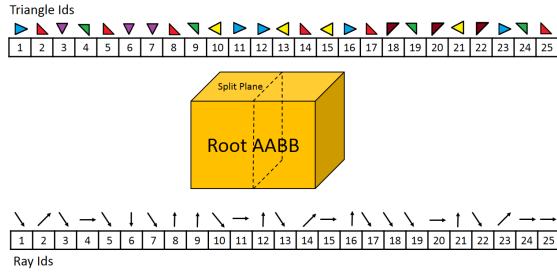 Triangle Ids
1 2 3 4 5 6 7 8 9 10 11 12 13 14 15 16 17 18 19 20 21 22 23 24 25
Split Plane
Root AABB
1 2 3 4 5 6 7 8 9 10 11 12 13 14 15 16 17 18 19 20 21 22 23 24 25
Ray Ids